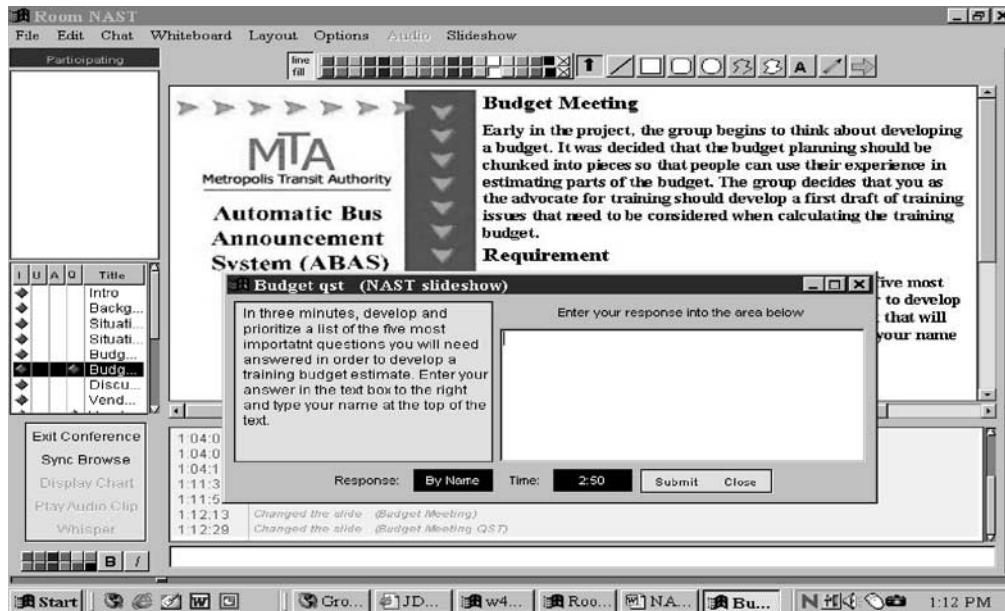 Room NAST
File Edit Chat Whiteboard Layout Options Audio Slideshow
Participating
line
fill
A
MTA
Metropolis Transit Authority
Automatic Bus
Announcement
System (ABAS)
Budget Meeting
Early in the project, the group begins to think about developing
a budget. It was decided that the budget planning should be
chunked into pieces so that people can use their experience in
estimating parts of the budget. The group decides that you as
the advocate for training should develop a first draft of training
issues that need to be considered when calculating the training
budget.
Requirement
five most
to develop
that will
your name
I U A Q Title
Intro
Backg...
Situati...
Situati...
Budg...
Budg...
Discu...
Vend...
Budget qst (NAST slideshow)
In three minutes, develop and
prioritize a list of the five most
importatnt questions you will need
answered in order to develop a
training budget estimate. Enter your
answer in the text box to the right
and type your name at the top of the
text.
Enter your response into the area below
Response: By Name Time: 2:50 Submit Close
Exit Conference
Sync Browse
Display Chart
Play Audio Clip
Whisper
1:04:0
1:04:0
1:04:1
1:11:3
1:11:5
1:12:13 Changed the slide (Budget Meeting)
1:12:29 Changed the slide (Budget Meeting QST)
B I
Start Gro... JD... w4... Roo... NA... Bu... 1:12 PM